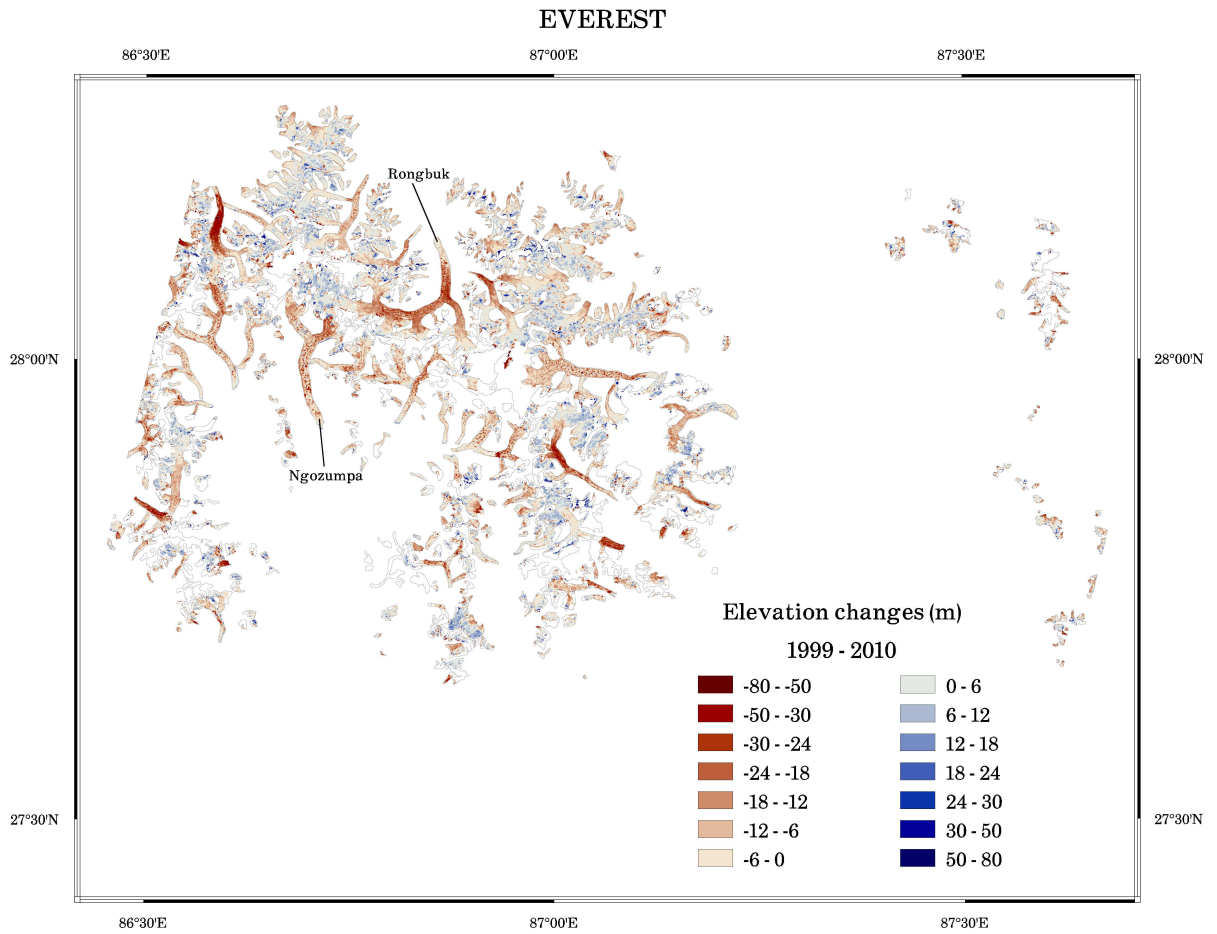 EVEREST
86°30'E
87°00'E
87°30'E
Rongbuk
28°00'N
28°00'N
Ngozumpa
Elevation changes (m)
1999 - 2010
-80 - -50
0 - 6
-50 - -30
6 - 12
-30 - -24
12 - 18
-24 - -18
18 - 24
-18 - -12
24 - 30
-12 - -6
30 - 50
-6 - 0
50 - 80
27°30'N
27°30'N
86°30'E
87°00'E
87°30'E